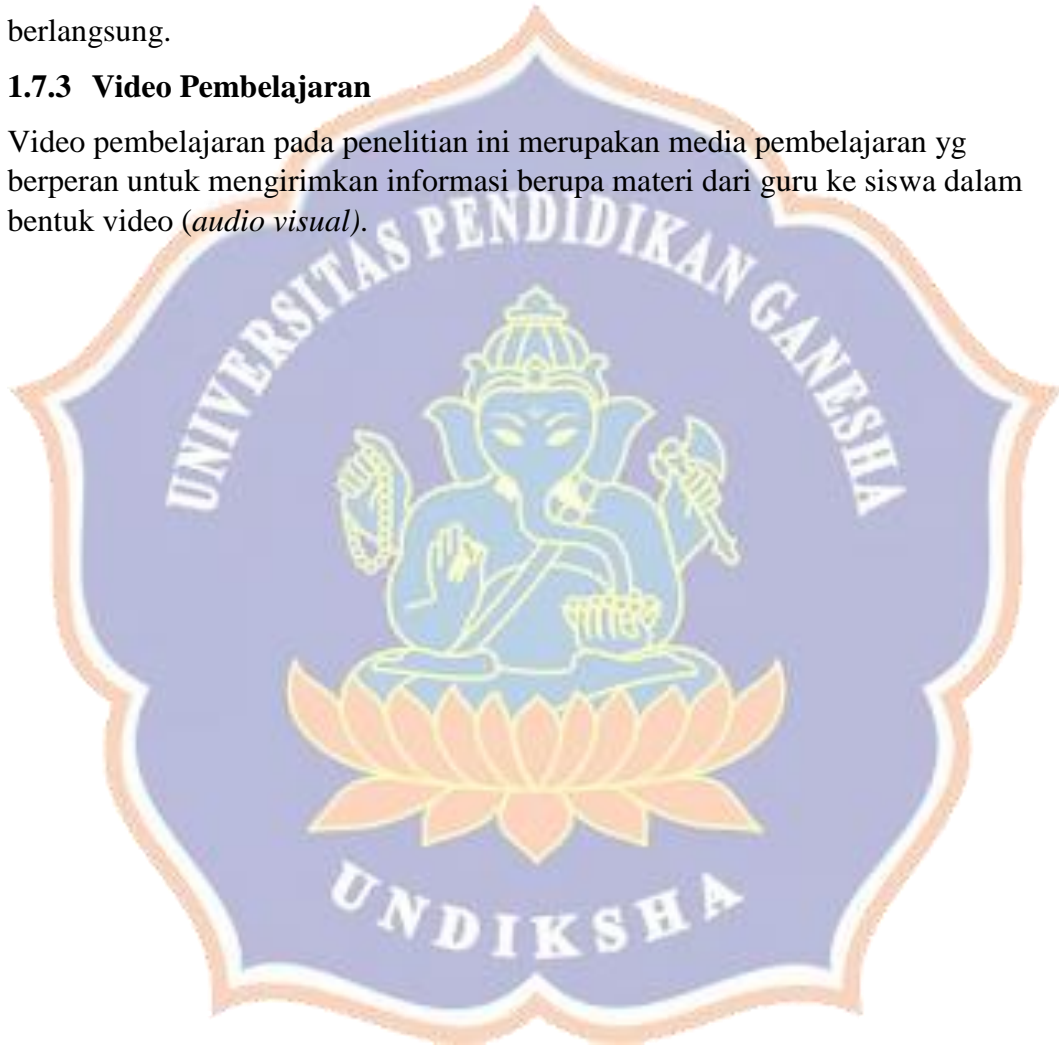 berlangsung.
1.7.3 Video Pembelajaran
Video pembelajaran pada penelitian ini merupakan media pembelajaran yg
berperan untuk mengirimkan informasi berupa materi dari guru ke siswa dalam
bentuk video (audio visual).
UNIVERSITAS PENDIDIKAN GANESHA
UNDIKSHA